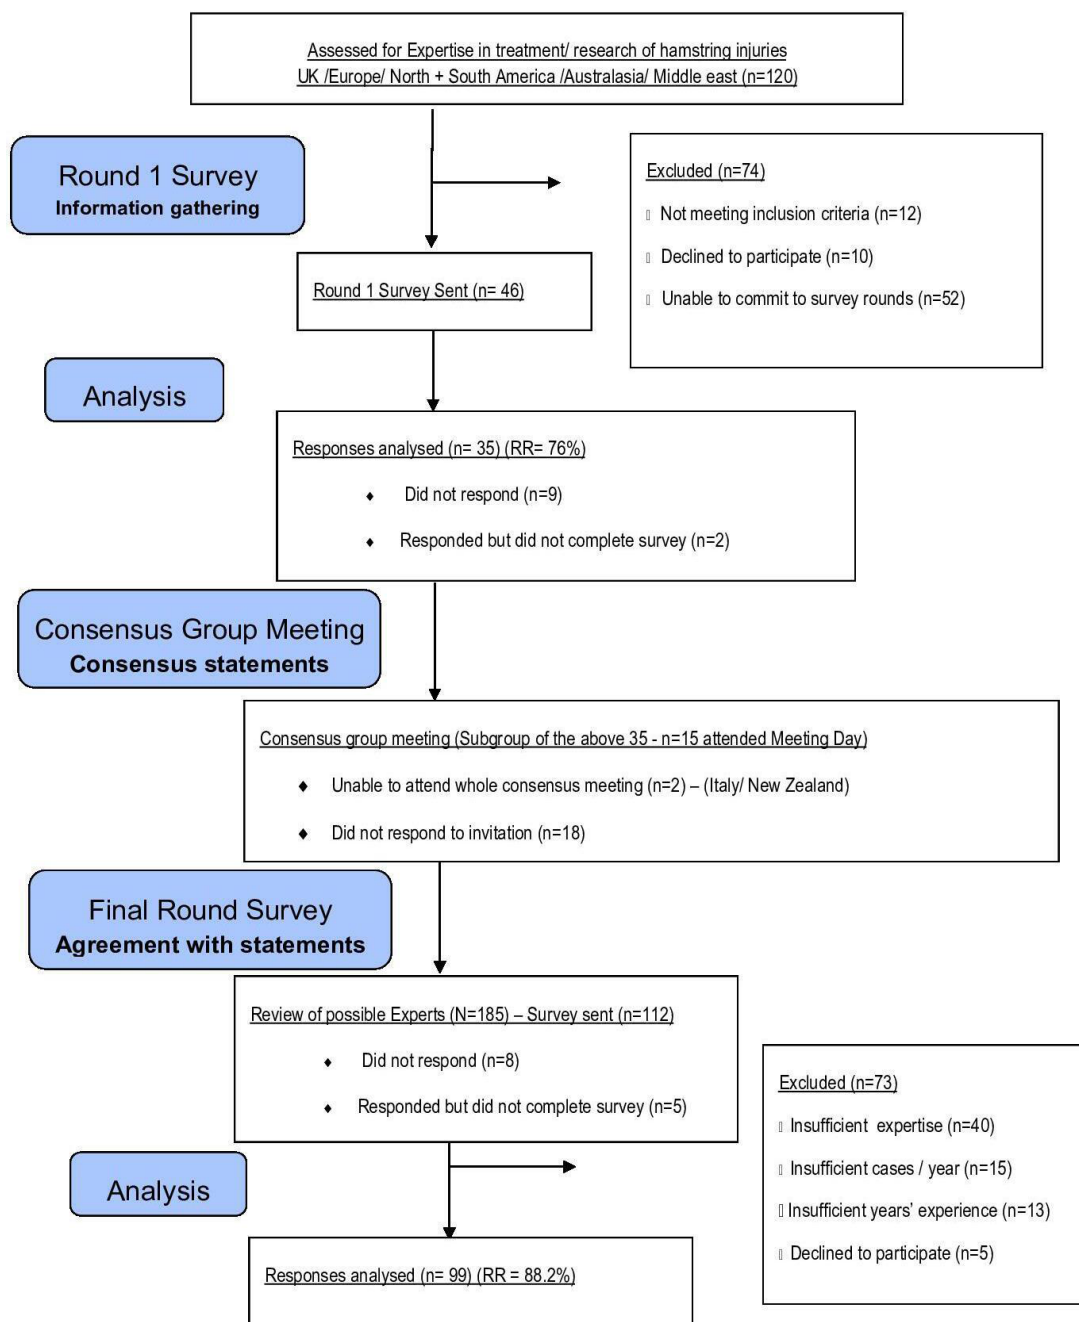 Assessed for Expertise in treatment/ research of hamstring injuries
UK /Europe/ North + South America /Australasia/ Middle east (n=120)
Round 1 Survey
Information gathering
Excluded (n=74)
Not meeting inclusion criteria (n=12)
Declined to participate (n=10)
Unable to commit to survey rounds (n=52)
Round 1 Survey Sent (n= 46)
Analysis
Responses analysed (n= 35) (RR= 76%)
♦ Did not respond (n=9)
♦ Responded but did not complete survey (n=2)
Consensus Group Meeting
Consensus statements
Consensus group meeting (Subgroup of the above 35 - n=15 attended Meeting Day)
♦ Unable to attend whole consensus meeting (n=2) – (Italy/ New Zealand)
♦ Did not respond to invitation (n=18)
Final Round Survey
Agreement with statements
Review of possible Experts (N=185) – Survey sent (n=112)
♦ Did not respond (n=8)
♦ Responded but did not complete survey (n=5)
Excluded (n=73)
Insufficient expertise (n=40)
Insufficient cases / year (n=15)
Insufficient years' experience (n=13)
Declined to participate (n=5)
Analysis
Responses analysed (n= 99) (RR = 88.2%)